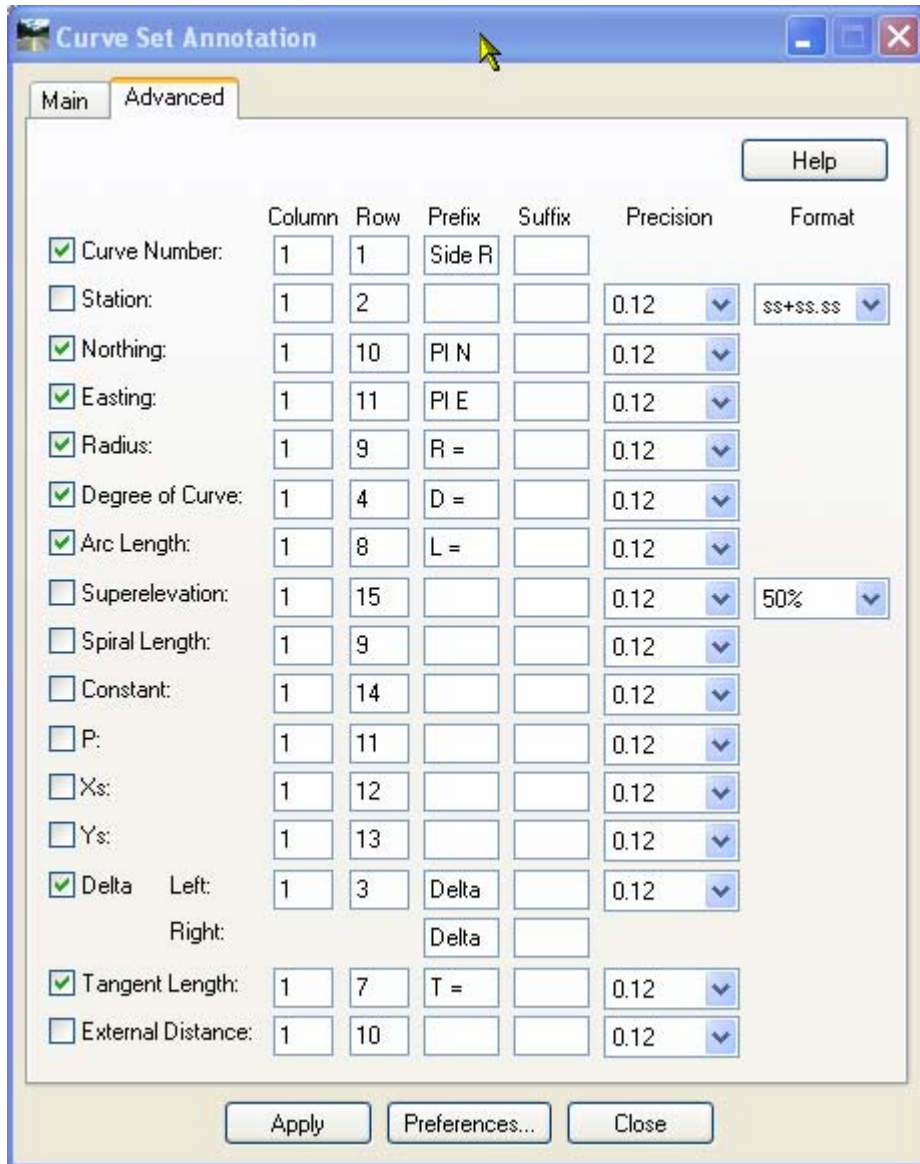 Curve Set Annotation
Main Advanced
Help
Column Row Prefix Suffix Precision Format
Curve Number: 1 1 Side R
Station: 1 2 0.12 ss+ss.ss
Northing: 1 10 PI N 0.12
Easting: 1 11 PI E 0.12
Radius: 1 9 R = 0.12
Degree of Curve: 1 4 D = 0.12
Arc Length: 1 8 L = 0.12
Superelevation: 1 15 0.12 50%
Spiral Length: 1 9 0.12
Constant: 1 14 0.12
P: 1 11 0.12
Xs: 1 12 0.12
Ys: 1 13 0.12
Delta Left: 1 3 Delta 0.12
Right: Delta
Tangent Length: 1 7 T = 0.12
External Distance: 1 10 0.12
Apply Preferences... Close